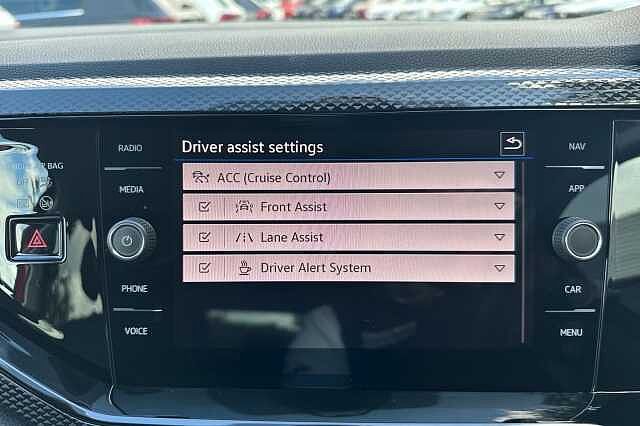 RADIO
MEDIA
PHONE
VOICE
Driver assist settings
ACC (Cruise Control)
Front Assist
Lane Assist
Driver Alert System
NAV
APP
CAR
MENU
BAG